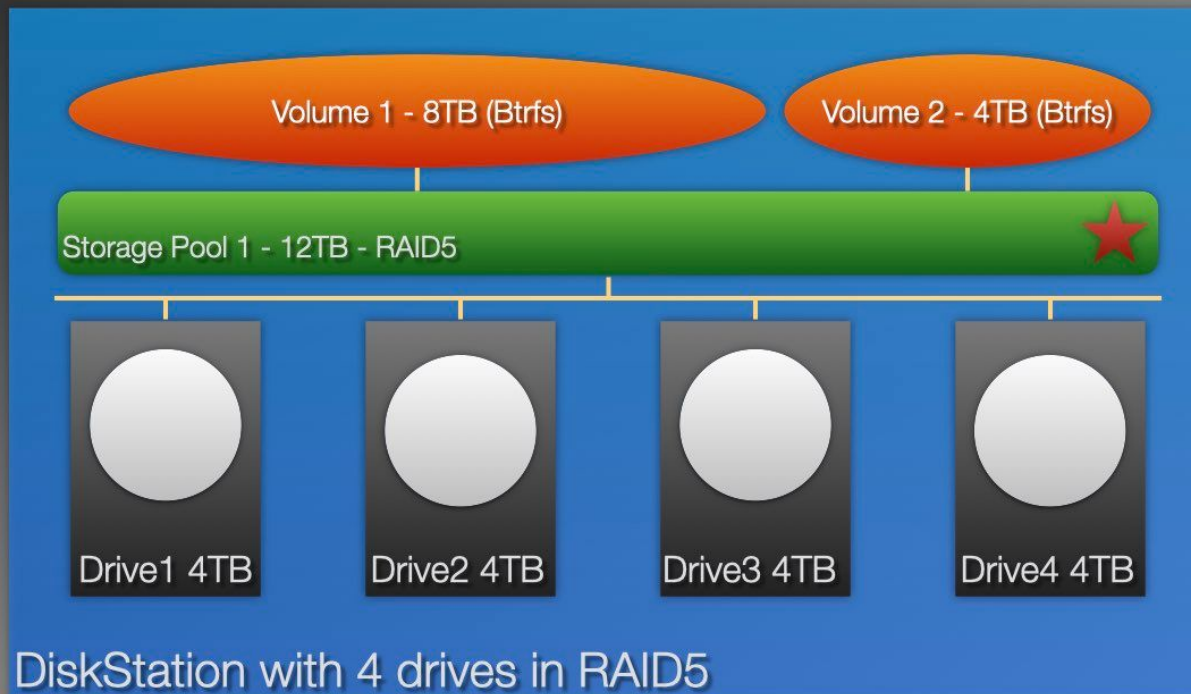 Volume 1 - 8TB (Btrfs)
Volume 2 - 4TB (Btrfs)
Storage Pool 1 - 12TB - RAID5
Drive1 4TB
Drive2 4TB
Drive3 4TB
Drive4 4TB
DiskStation with 4 drives in RAID5